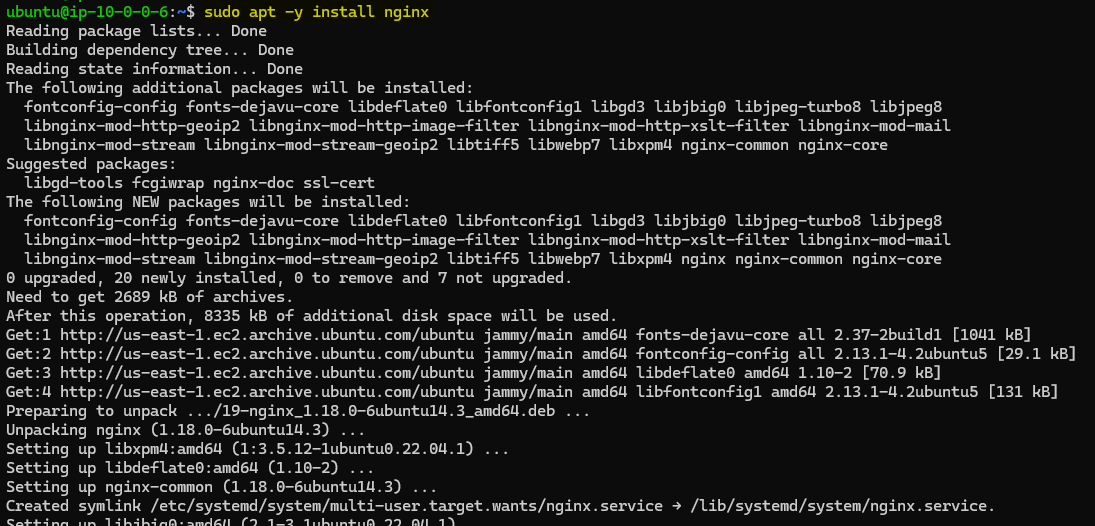 ubuntu@ip-10-0-0-6:~$ sudo apt -y install nginx
Reading package lists... Done
Building dependency tree... Done
Reading state information... Done
The following additional packages will be installed:
  fontconfig-config fonts-dejavu-core libdeflate0 libfontconfig1 libgd3 libjbig0 libjpeg-turbo8 libjpeg8
  libnginx-mod-http-geoip2 libnginx-mod-http-image-filter libnginx-mod-http-xslt-filter libnginx-mod-mail
  libnginx-mod-stream libnginx-mod-stream-geoip2 libtiff5 libwebp7 libxpm4 nginx-common nginx-core
Suggested packages:
  libgd-tools fcgiwrap nginx-doc ssl-cert
The following NEW packages will be installed:
  fontconfig-config fonts-dejavu-core libdeflate0 libfontconfig1 libgd3 libjbig0 libjpeg-turbo8 libjpeg8
  libnginx-mod-http-geoip2 libnginx-mod-http-image-filter libnginx-mod-http-xslt-filter libnginx-mod-mail
  libnginx-mod-stream libnginx-mod-stream-geoip2 libtiff5 libwebp7 libxpm4 nginx nginx-common nginx-core
0 upgraded, 20 newly installed, 0 to remove and 7 not upgraded.
Need to get 2689 kB of archives.
After this operation, 8335 kB of additional disk space will be used.
Get:1 http://us-east-1.ec2.archive.ubuntu.com/ubuntu jammy/main amd64 fonts-dejavu-core all 2.37-2build1 [1041 kB]
Get:2 http://us-east-1.ec2.archive.ubuntu.com/ubuntu jammy/main amd64 fontconfig-config all 2.13.1-4.2ubuntu5 [29.1 kB]
Get:3 http://us-east-1.ec2.archive.ubuntu.com/ubuntu jammy/main amd64 libdeflate0 amd64 1.10-2 [70.9 kB]
Get:4 http://us-east-1.ec2.archive.ubuntu.com/ubuntu jammy/main amd64 libfontconfig1 amd64 2.13.1-4.2ubuntu5 [131 kB]
Preparing to unpack .../19-nginx_1.18.0-6ubuntu14.3_amd64.deb ...
Unpacking nginx (1.18.0-6ubuntu14.3) ...
Setting up libxpm4:amd64 (1:3.5.12-1ubuntu0.22.04.1) ...
Setting up libdeflate0:amd64 (1.10-2) ...
Setting up nginx-common (1.18.0-6ubuntu14.3) ...
Created symlink /etc/systemd/system/multi-user.target.wants/nginx.service → /lib/systemd/system/nginx.service.
Setting up libjbig0:amd64 (2.1-3.1ubuntu0.22.04.1)